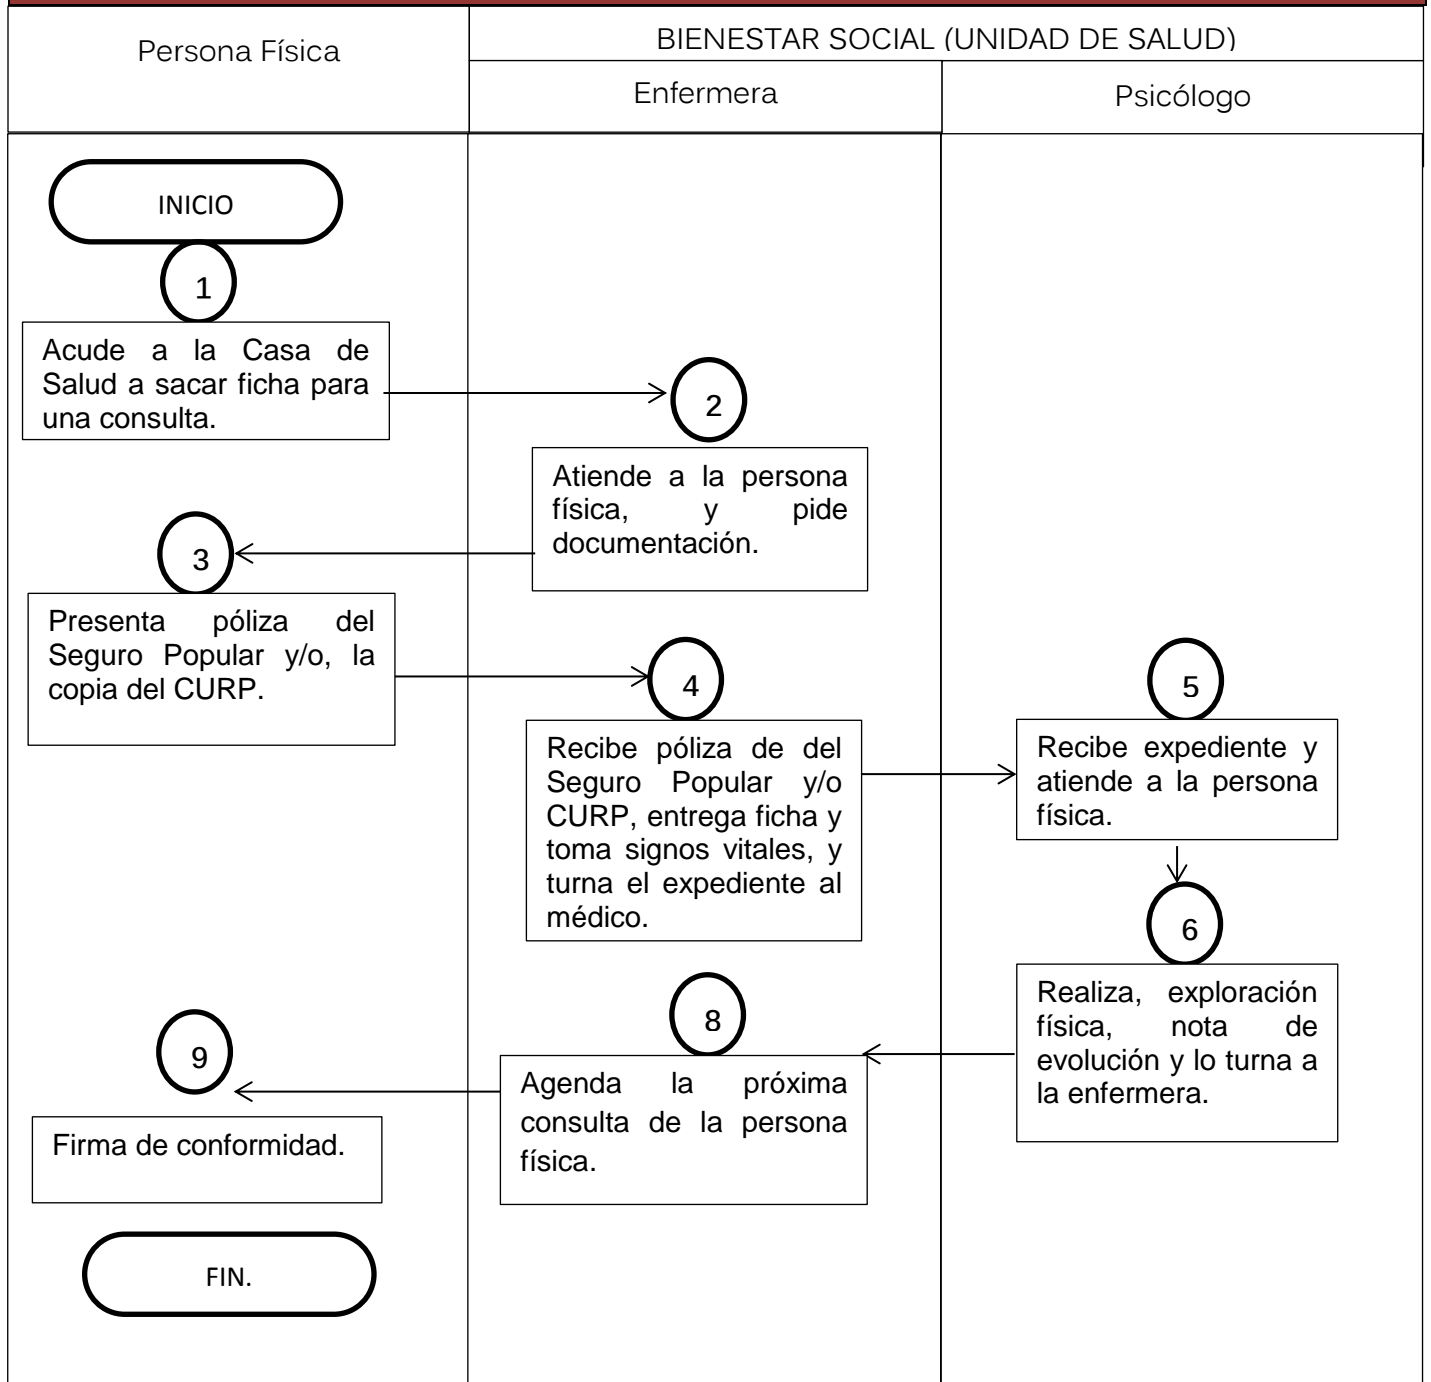 Persona Física
BIENESTAR SOCIAL (UNIDAD DE SALUD)
Enfermera
Psicólogo
INICIO
1
Acude a la Casa de
Salud a sacar ficha para
una consulta.
2
Atiende a la persona
física, y pide
documentación.
3
Presenta póliza del
Seguro Popular y/o, la
copia del CURP.
4
Recibe póliza de del
Seguro Popular y/o
CURP, entrega ficha y
toma signos vitales, y
turna el expediente al
médico.
5
Recibe expediente y
atiende a la persona
física.
6
Realiza, exploración
física, nota de
evolución y lo turna a
la enfermera.
8
Agenda la próxima
consulta de la persona
física.
9
Firma de conformidad.
FIN.